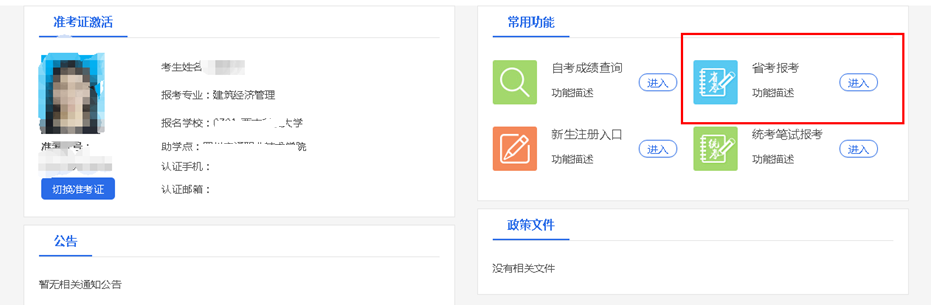 准考证激活
考生姓名
报考专业：建筑经济管理
报名学校：
大学
助学点：
学院
认证手机：
认证邮箱：
切换准考证
公告
暂无相关通知公告
常用功能
自考成绩查询
功能描述
进入
省考报考
功能描述
进入
新生注册入口
功能描述
进入
统考笔试报考
功能描述
进入
政策文件
没有相关文件